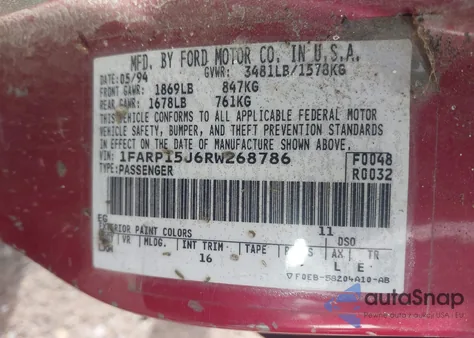 MFD. BY FORD MOTOR CO. IN U.S.A.
DATE: 05/94 GVWR: 3481LB/1578KG
FRONT GAWR: 1869LB 847KG
REAR GAWR: 1678LB 761KG
THIS VEHICLE CONFORMS TO ALL APPLICABLE FEDERAL MOTOR
VEHICLE SAFETY, BUMPER, AND THEFT PREVENTION STANDARDS
IN EFFECT ON THE DATE OF MANUFACTURE SHOWN ABOVE.
VIN: 1FARP15J6RW268786 F0048
TYPE: PASSENGER R0032
EG 11
EXTERIOR PAINT COLORS DSO
VR MLDG. INT TRIM TAPE AX TR
16 L E
F0EB-58204A10-AB
autoSnap